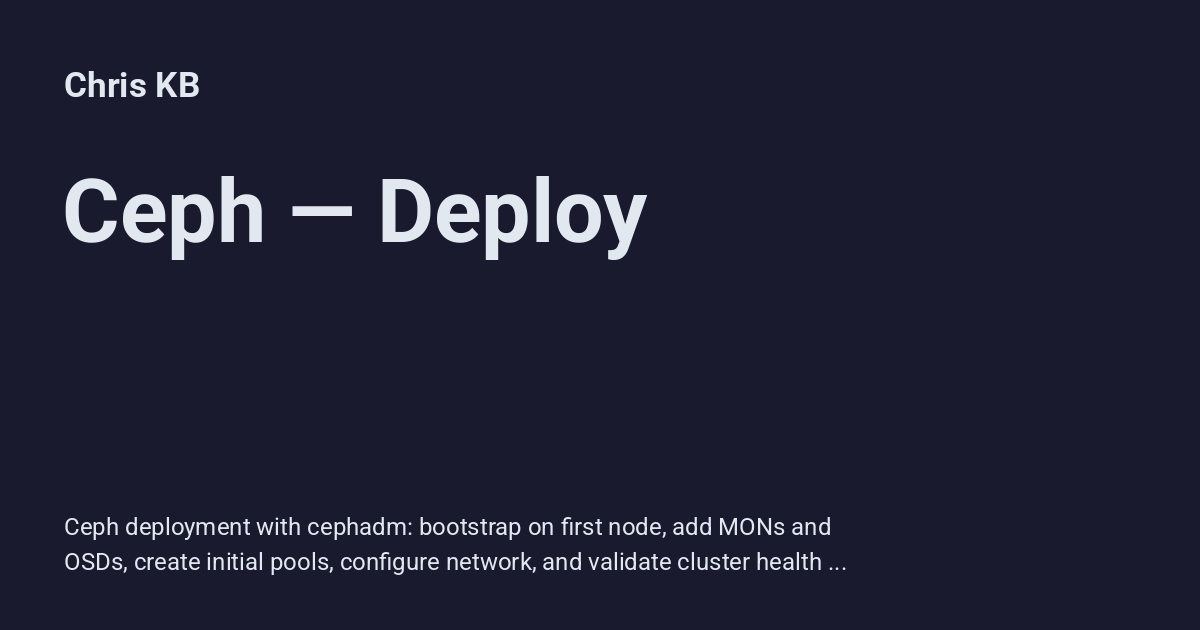 Chris KB
Ceph — Deploy
Ceph deployment with cephadm: bootstrap on first node, add MONs and
OSDs, create initial pools, configure network, and validate cluster health ...